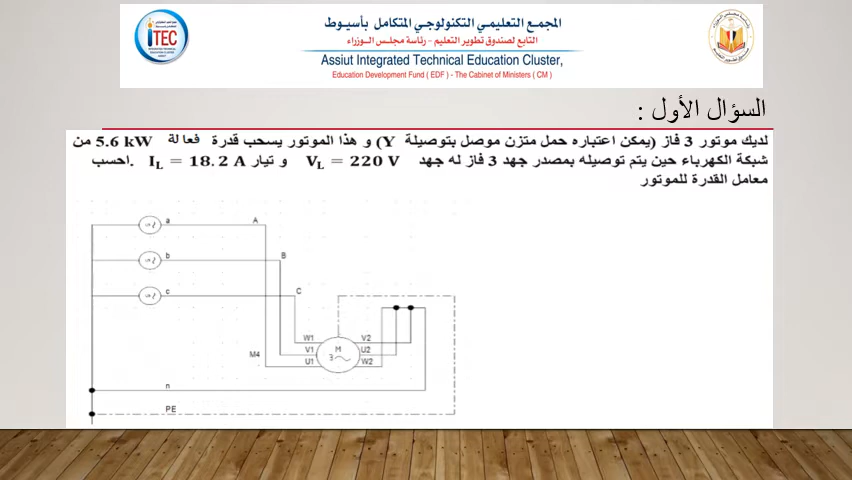 المجمع التعليمي التكنولوجي المتكامل بأسيوط
التابع لصندوق تطوير التعليم - رئاسة مجلس الوزراء
Assiut Integrated Technical Education Cluster,
Education Development Fund ( EDF) - The Cabinet of Ministers ( CM )
iTEC
السؤال الأول :
لديك موتور 3 فاز (يمكن اعتباره حمل متزن موصل بتوصيلة Y) و هذا الموتور يسحب قدرة فعالة 5.6 kW من
شبكة الكهرباء حين يتم توصيله بمصدر جهد 3 فاز له جهد V_L = 220 V و تيار I_L = 18.2 A .احسب
معامل القدرة للموتور
a A
b B
c C
W1 V2
M4 V1 M U2
U1 3 W2
n
PE